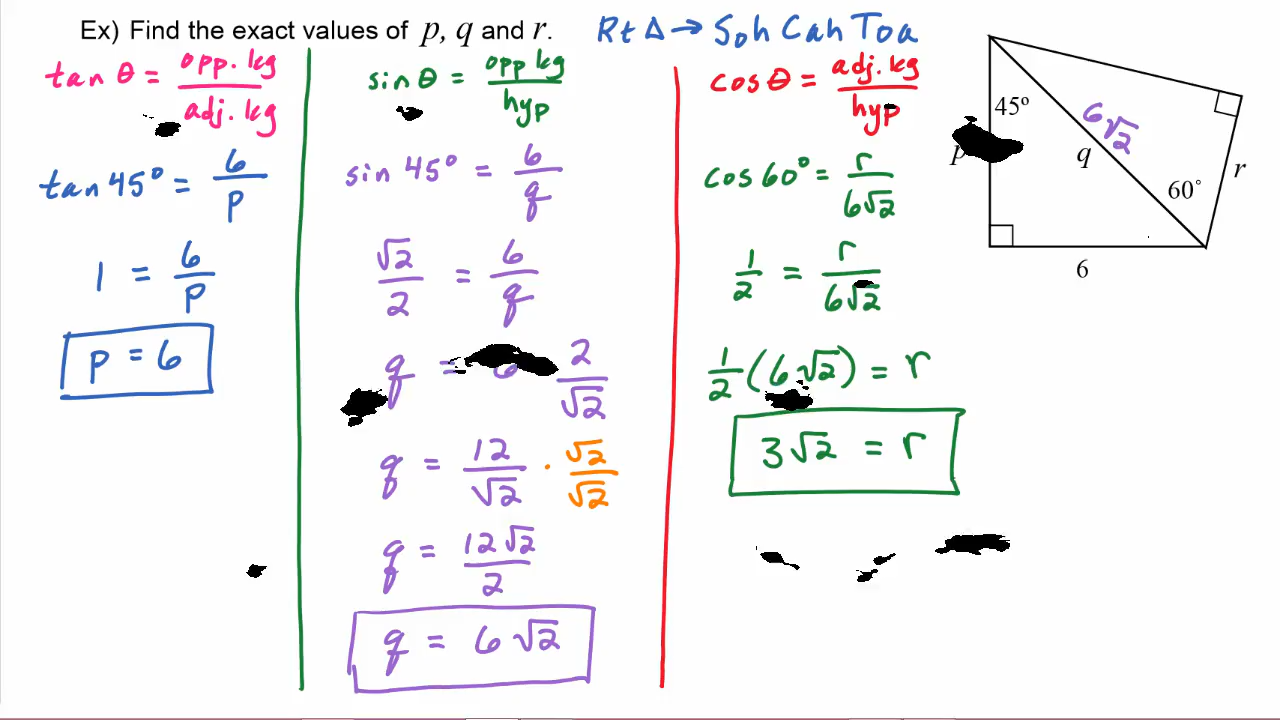 Ex) Find the exact values of p, q and r.
Rt Δ → Soh Cah Toa
tan θ = opp. leg / adj. leg
tan 45° = 6 / p
1 = 6 / p
p = 6
sin θ = opp leg / hyp
sin 45° = 6 / q
√2 / 2 = 6 / q
q = 2 / √2
q = 12 / √2 · √2 / √2
q = 12√2 / 2
q = 6√2
cos θ = adj. leg / hyp
cos 60° = r / 6√2
1/2 = r / 6√2
1/2 (6√2) = r
3√2 = r
45°
6√2
q
r
60°
6